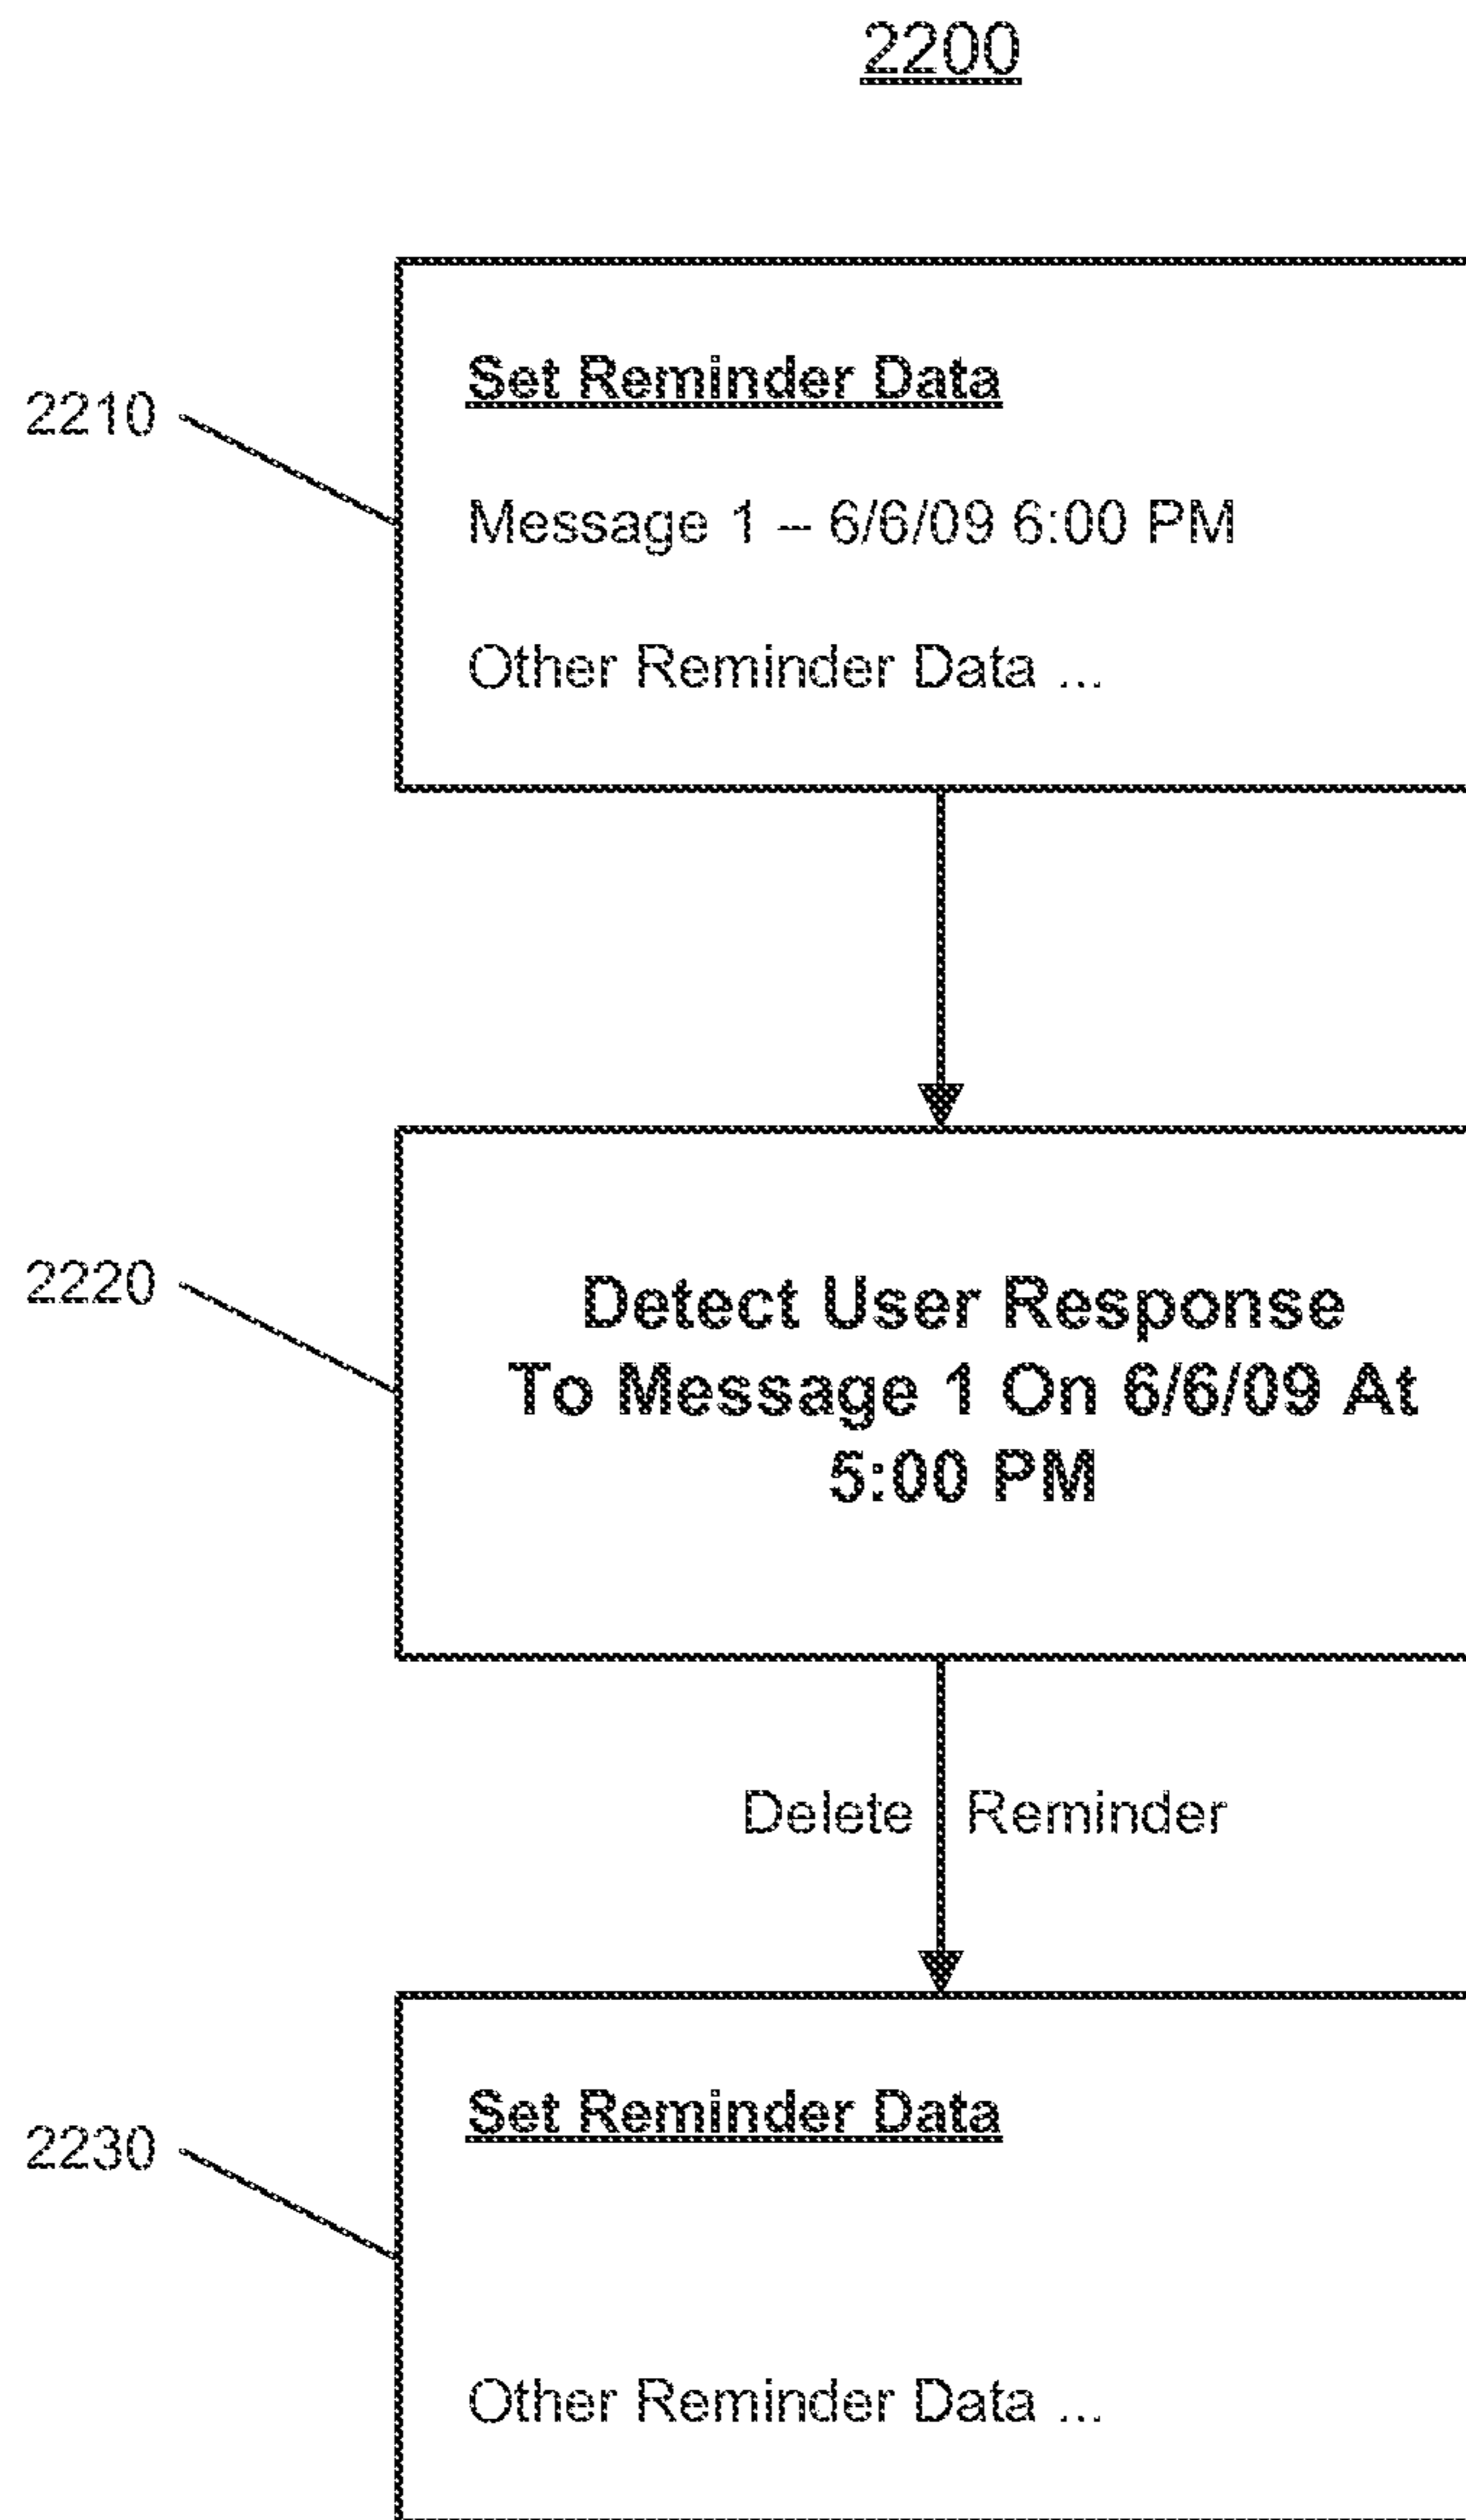 2200
2210
Set Reminder Data
Message 1 – 6/6/09 6:00 PM
Other Reminder Data ...
2220
Detect User Response
To Message 1 On 6/6/09 At
5:00 PM
Delete Reminder
2230
Set Reminder Data
Other Reminder Data ...